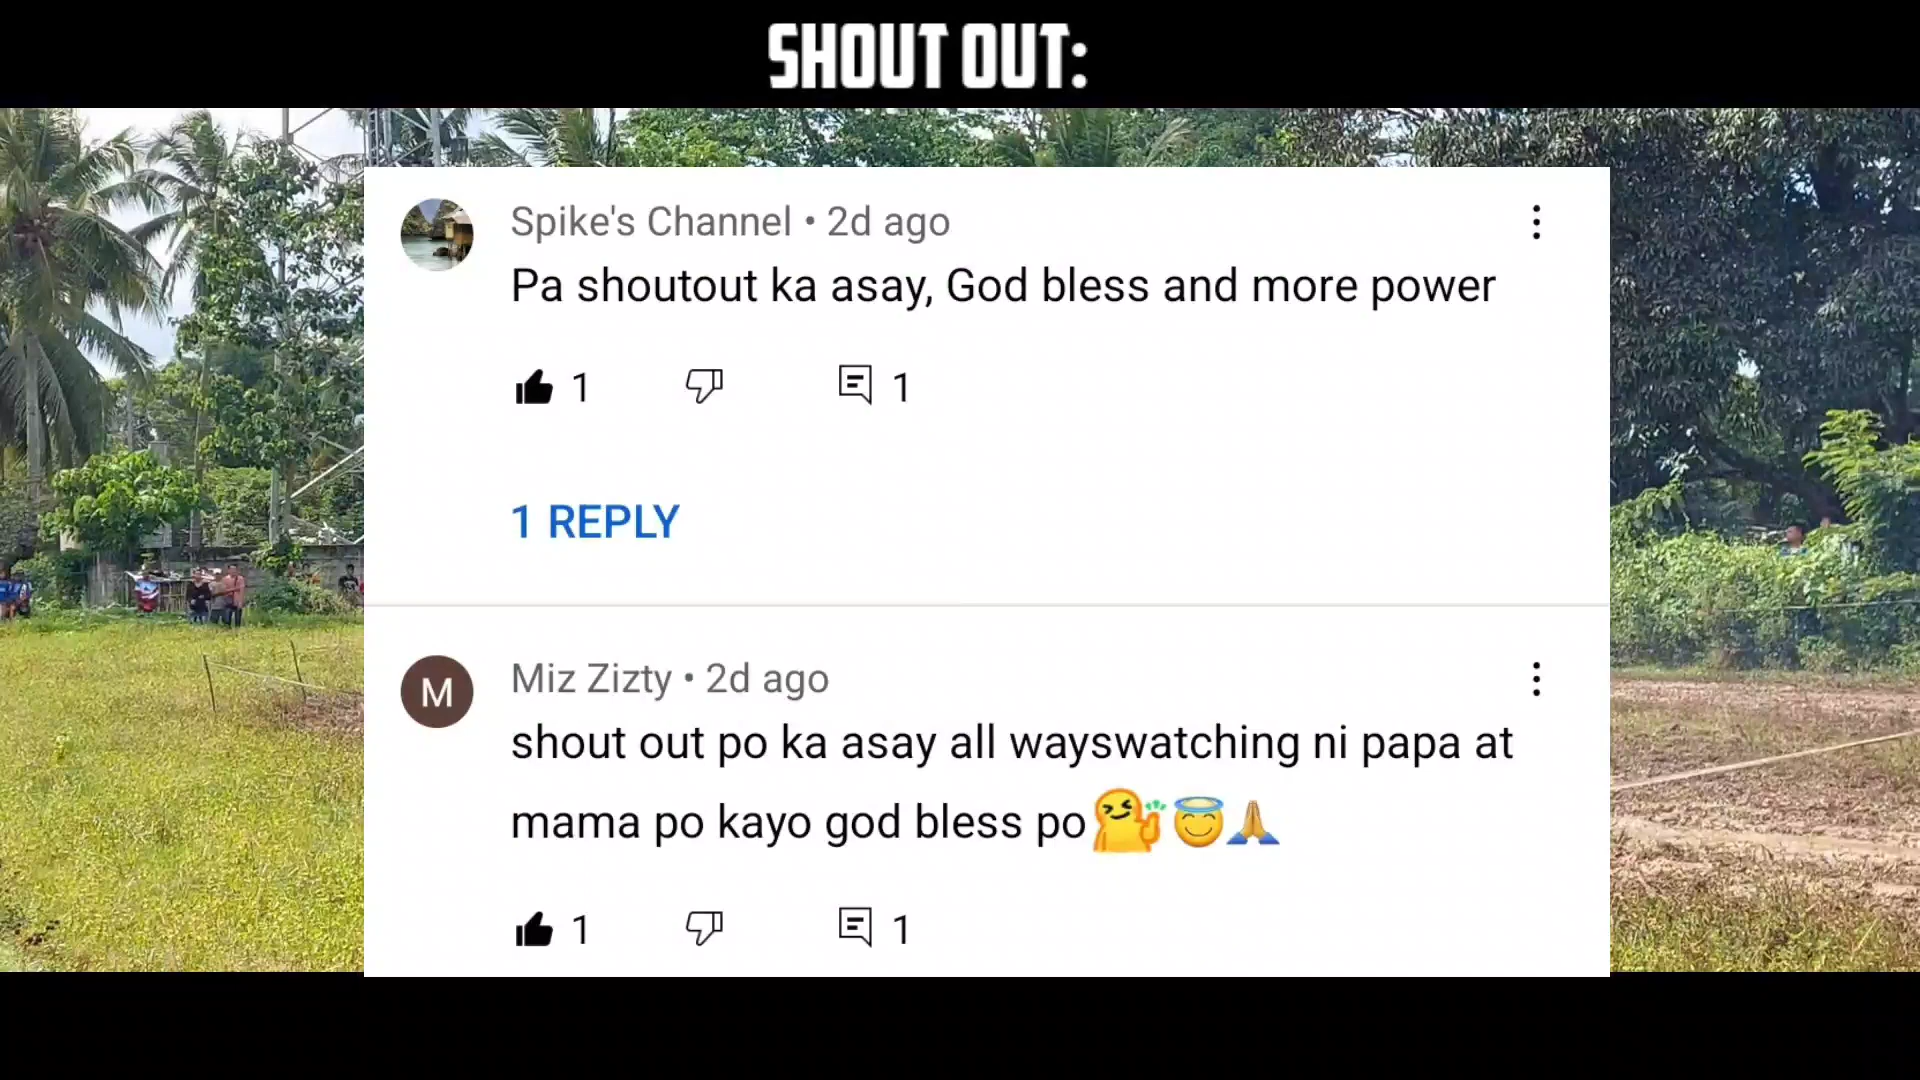 SHOUT OUT:
Spike's Channel • 2d ago
Pa shoutout ka asay, God bless and more power
1 1
1 REPLY
M
Miz Zizty • 2d ago
shout out po ka asay all wayswatching ni papa at
mama po kayo god bless po
1 1